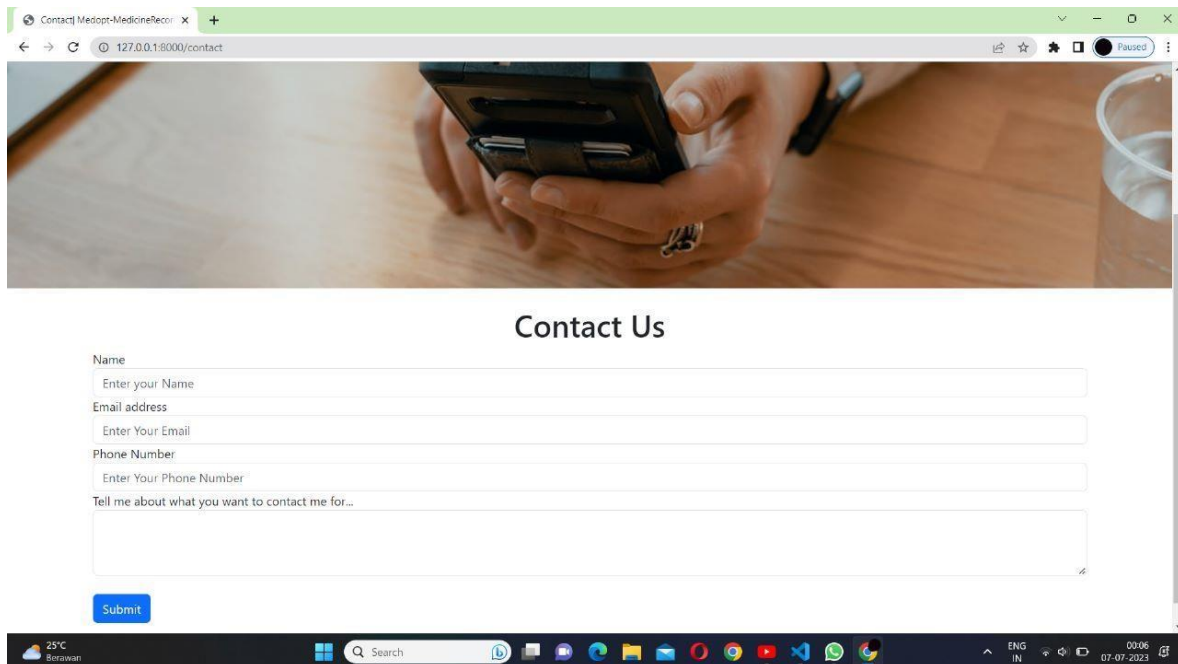 Contact| Medopt-MedicineRecor
127.0.0.1:8000/contact
Paused
Contact Us
Name
Enter your Name
Email address
Enter Your Email
Phone Number
Enter Your Phone Number
Tell me about what you want to contact me for...
Submit
25°C
Berawan
Search
ENG
IN
00:06
07-07-2023